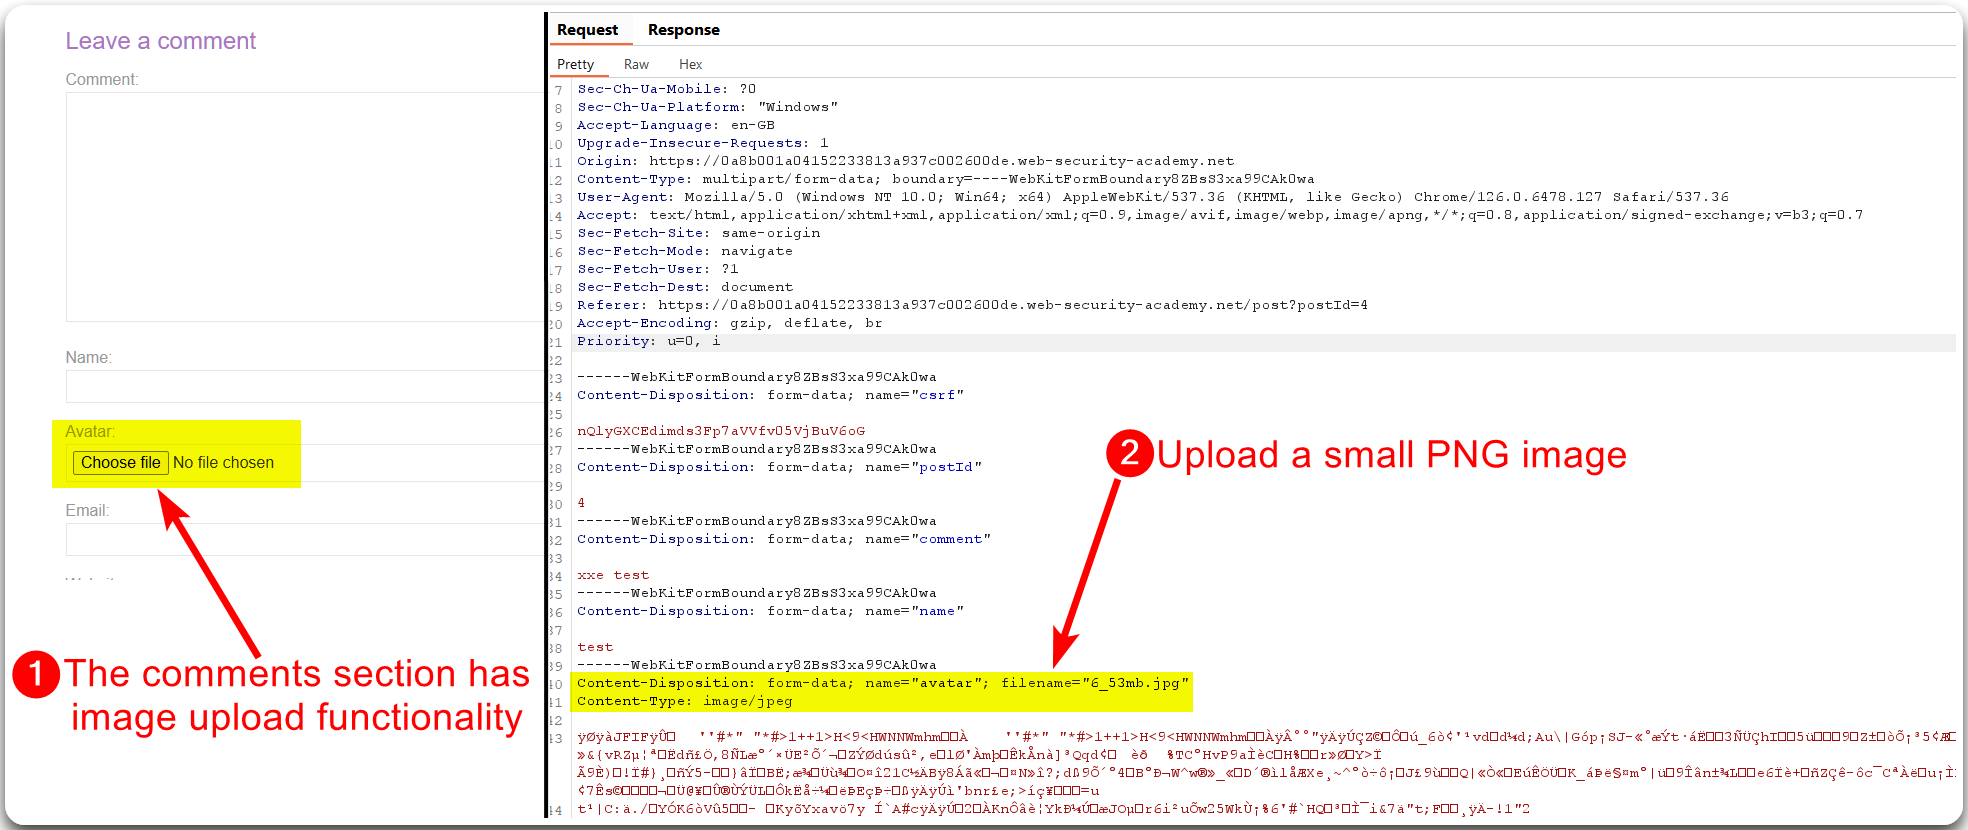 Leave a comment
Comment:
Name:
Avatar:
Choose file No file chosen
Email:
1 The comments section has
image upload functionality
Request Response
Pretty Raw Hex
7 Sec-Ch-Ua-Mobile: ?0
8 Sec-Ch-Ua-Platform: "Windows"
9 Accept-Language: en-GB
10 Upgrade-Insecure-Requests: 1
11 Origin: https://0a8b001a04152233813a937c002600de.web-security-academy.net
12 Content-Type: multipart/form-data; boundary=----WebKitFormBoundary8ZBsS3xa99CAk0wa
13 User-Agent: Mozilla/5.0 (Windows NT 10.0; Win64; x64) AppleWebKit/537.36 (KHTML, like Gecko) Chrome/126.0.6478.127 Safari/537.36
14 Accept: text/html,application/xhtml+xml,application/xml;q=0.9,image/avif,image/webp,image/apng,*/*;q=0.8,application/signed-exchange;v=b3;q=0.7
15 Sec-Fetch-Site: same-origin
16 Sec-Fetch-Mode: navigate
17 Sec-Fetch-User: ?1
18 Sec-Fetch-Dest: document
19 Referer: https://0a8b001a04152233813a937c002600de.web-security-academy.net/post?postId=4
20 Accept-Encoding: gzip, deflate, br
21 Priority: u=0, i
22
23 ------WebKitFormBoundary8ZBsS3xa99CAk0wa
24 Content-Disposition: form-data; name="csrf"
25
26 nQlyGXCEdimds3Fp7aVVfv05VjBuV6oG
27 ------WebKitFormBoundary8ZBsS3xa99CAk0wa
28 Content-Disposition: form-data; name="postId"
30 4
31 ------WebKitFormBoundary8ZBsS3xa99CAk0wa
32 Content-Disposition: form-data; name="comment"
33
34 xxe test
35 ------WebKitFormBoundary8ZBsS3xa99CAk0wa
36 Content-Disposition: form-data; name="name"
37
38 test
39 ------WebKitFormBoundary8ZBsS3xa99CAk0wa
40 Content-Disposition: form-data; name="avatar"; filename="6_53mb.jpg"
41 Content-Type: image/jpeg
42
43
44
2 Upload a small PNG image